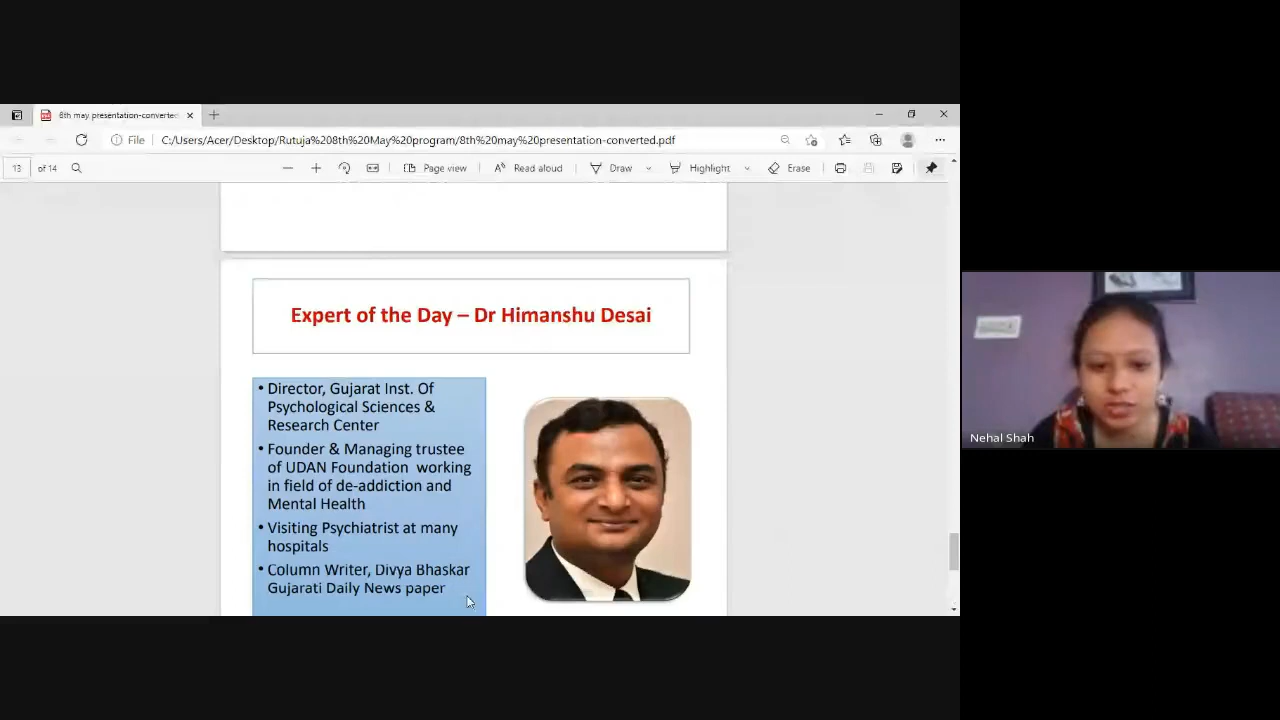 8th may presentation-converted
File
C:/Users/Acer/Desktop/Rutuja%208th%20May%20program/8th%20may%20presentation-converted.pdf
13 of 14
Page view
Read aloud
Draw
Highlight
Erase
Expert of the Day – Dr Himanshu Desai
• Director, Gujarat Inst. Of
Psychological Sciences &
Research Center
• Founder & Managing trustee
of UDAN Foundation working
in field of de-addiction and
Mental Health
• Visiting Psychiatrist at many
hospitals
• Column Writer, Divya Bhaskar
Gujarati Daily News paper
Nehal Shah